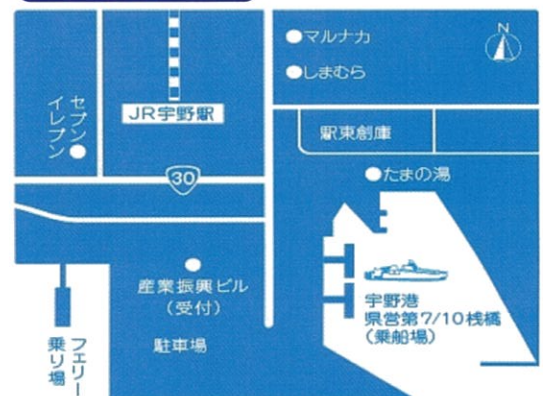 マルナカ
しまむら
N
セブン
イレブン
JR宇野駅
駅東創庫
30
たまの湯
産業振興ビル
(受付)
宇野港
県営第7/10桟橋
(乗船場)
駐車場
フェリー
乗り場